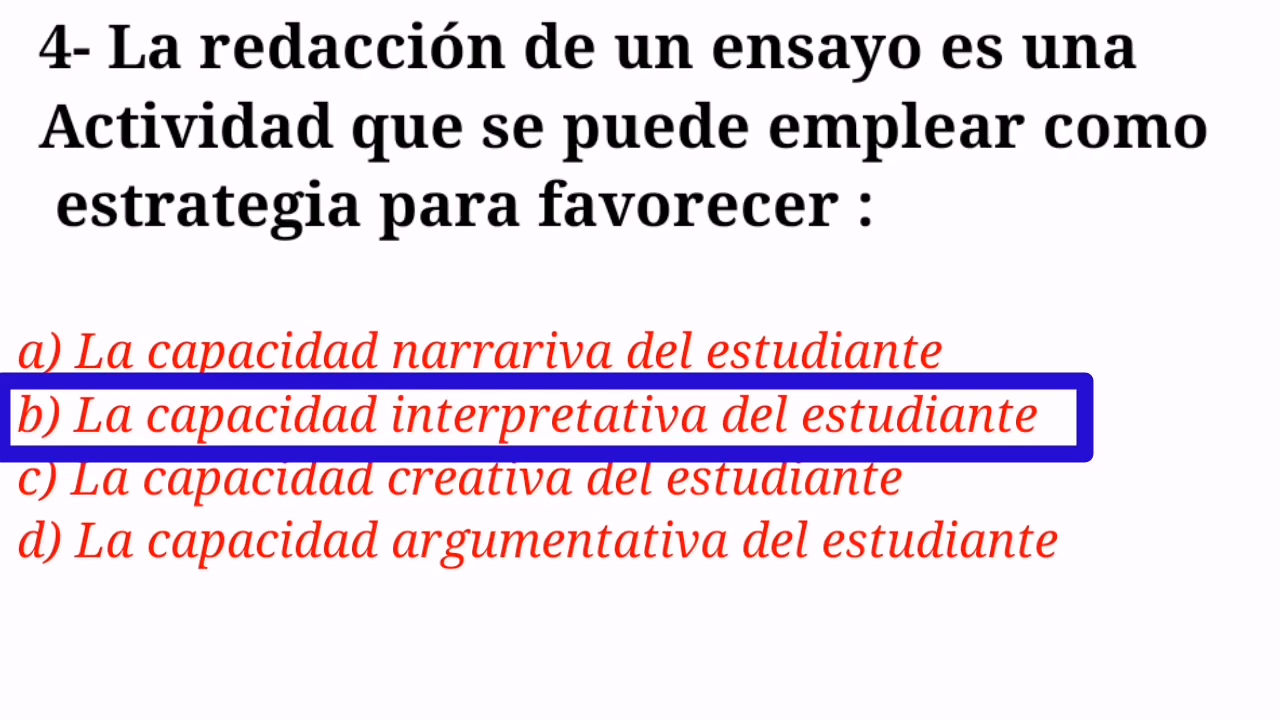 4- La redacción de un ensayo es una
Actividad que se puede emplear como
estrategia para favorecer :
a) La capacidad narrariva del estudiante
b) La capacidad interpretativa del estudiante
c) La capacidad creativa del estudiante
d) La capacidad argumentativa del estudiante